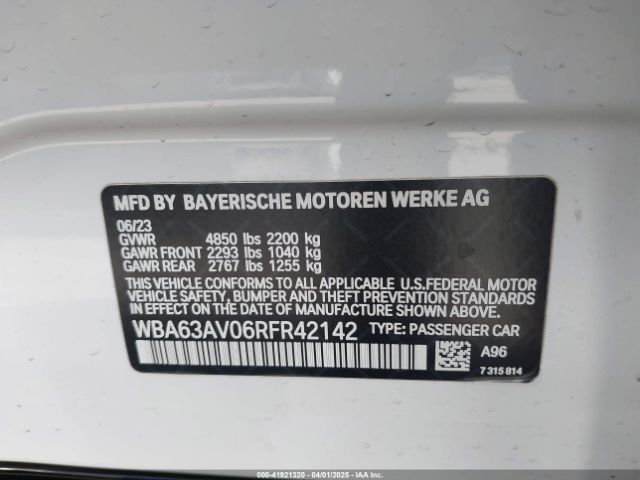 MFD BY BAYERISCHE MOTOREN WERKE AG
06/23
GVWR 4850 lbs 2200 kg
GAWR FRONT 2293 lbs 1040 kg
GAWR REAR 2767 lbs 1255 kg
THIS VEHICLE CONFORMS TO ALL APPLICABLE U.S.FEDERAL MOTOR
VEHICLE SAFETY, BUMPER AND THEFT PREVENTION STANDARDS
IN EFFECT ON THE DATE OF MANUFACTURE SHOWN ABOVE.
WBA63AV06RFR42142 TYPE: PASSENGER CAR
A96
7 315 814
000-41921320 - 04/01/2025 - IAAI.COM